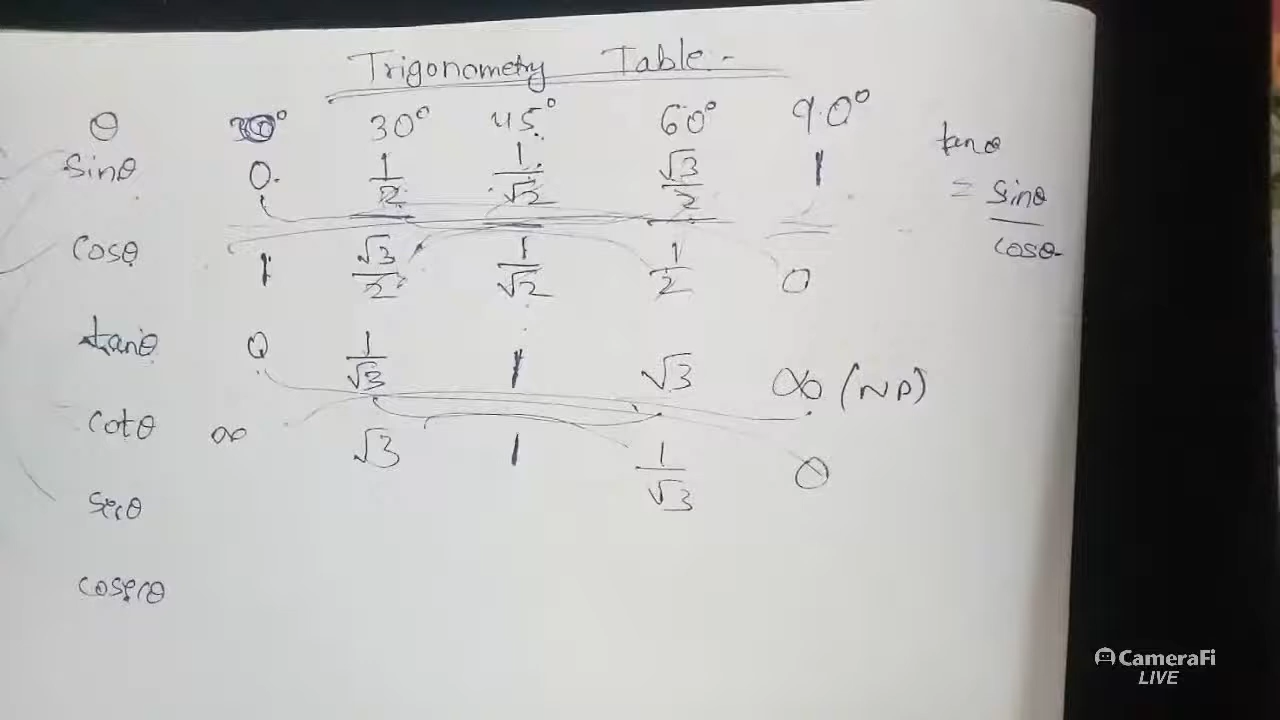 Trigonometry Table -
θ 0° 30° 45° 60° 90°
sinθ 0 1/2 1/√2 √3/2 1
cosθ 1 √3/2 1/√2 1/2 0
tanθ 0 1/√3 1 √3 ∞ (ND)
cotθ ∞ √3 1 1/√3 0
secθ
cosecθ
tanθ
= sinθ
cosθ
CameraFi
LIVE